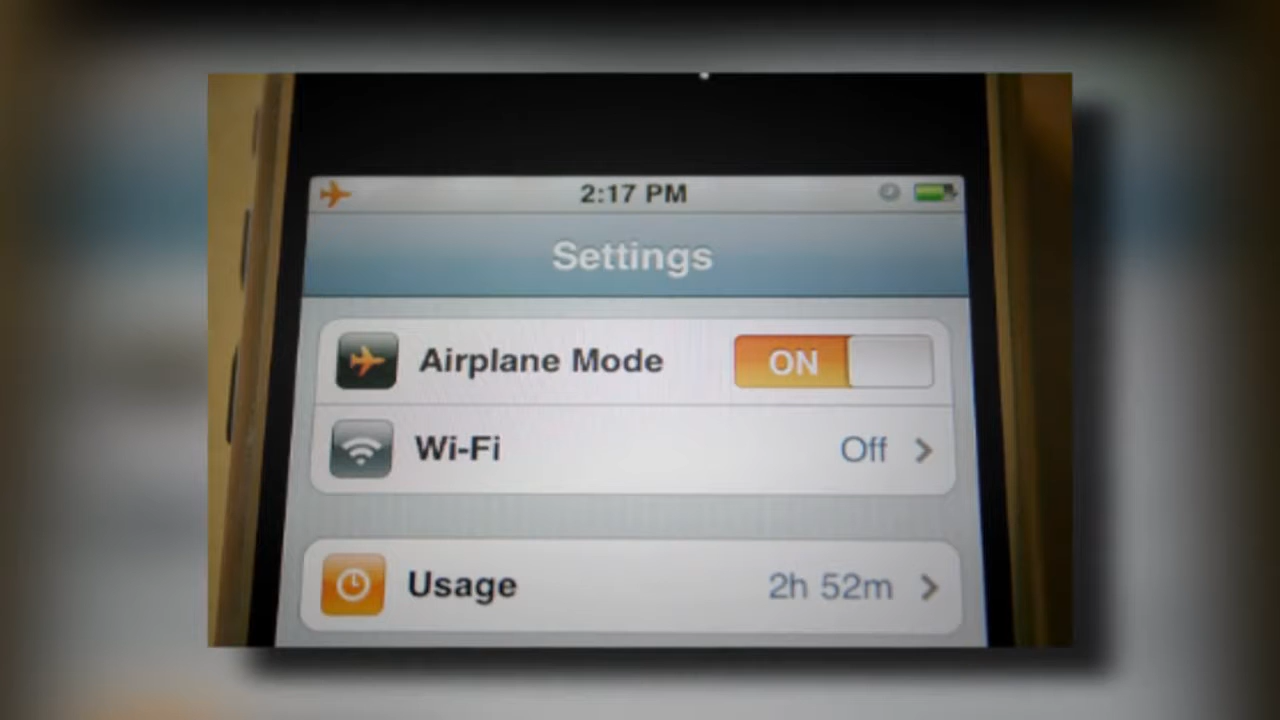 2:17 PM
Settings
Airplane Mode ON
Wi-Fi Off
Usage 2h 52m